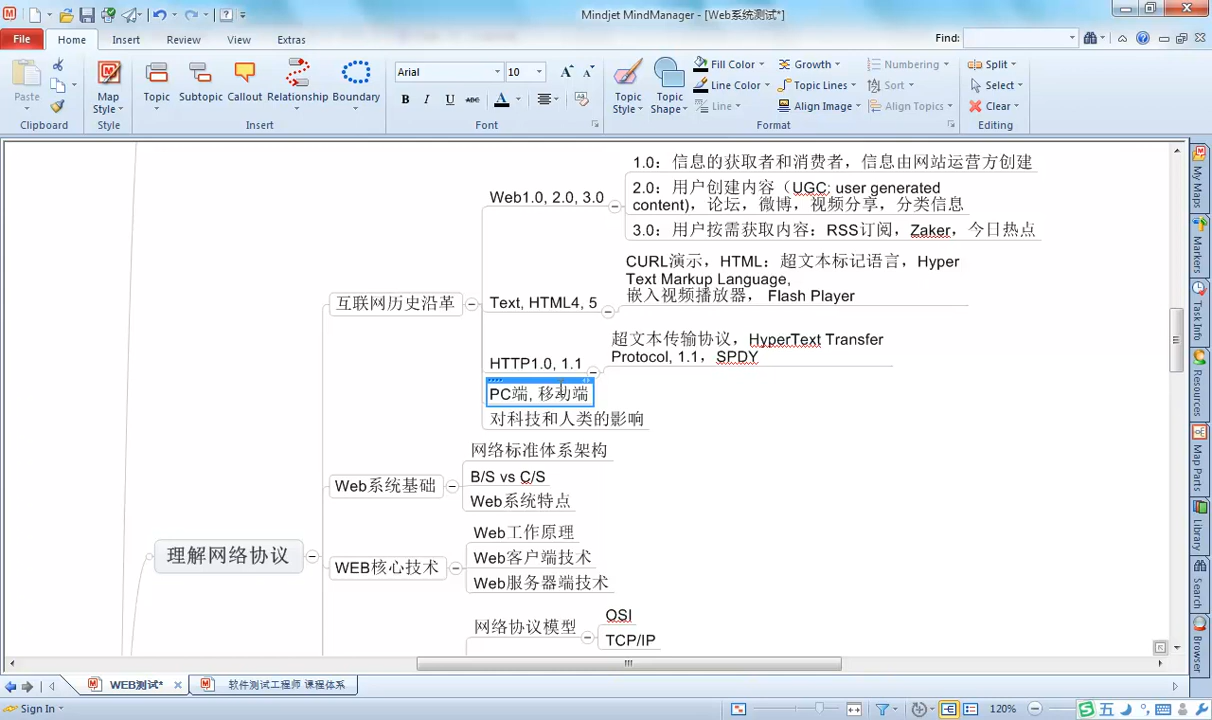 Mindjet MindManager - [Web系统测试*]
File
Home
Insert
Review
View
Extras
Find:
Paste
Map Style
Topic
Subtopic
Callout
Relationship
Boundary
Arial
10
B
I
U
abc
A
Topic Style
Topic Shape
Fill Color
Line Color
Line
Growth
Topic Lines
Align Image
Numbering
Sort
Align Topics
Split
Select
Clear
Clipboard
Style
Insert
Font
Format
Editing
Web1.0, 2.0, 3.0
1.0：信息的获取者和消费者，信息由网站运营方创建
2.0：用户创建内容（UGC: user generated
content)，论坛，微博，视频分享，分类信息
3.0：用户按需获取内容：RSS订阅，Zaker，今日热点
互联网历史沿革
Text, HTML4, 5
CURL演示，HTML：超文本标记语言，Hyper
Text Markup Language,
嵌入视频播放器， Flash Player
HTTP1.0, 1.1
超文本传输协议，HyperText Transfer
Protocol, 1.1，SPDY
PC端, 移动端
对科技和人类的影响
Web系统基础
网络标准体系架构
B/S vs C/S
Web系统特点
理解网络协议
WEB核心技术
Web工作原理
Web客户端技术
Web服务器端技术
网络协议模型
OSI
TCP/IP
My Maps
Markers
Task Info
Resources
Map Parts
Library
Search
Browser
WEB测试*
软件测试工程师 课程体系
Sign In
120%
五